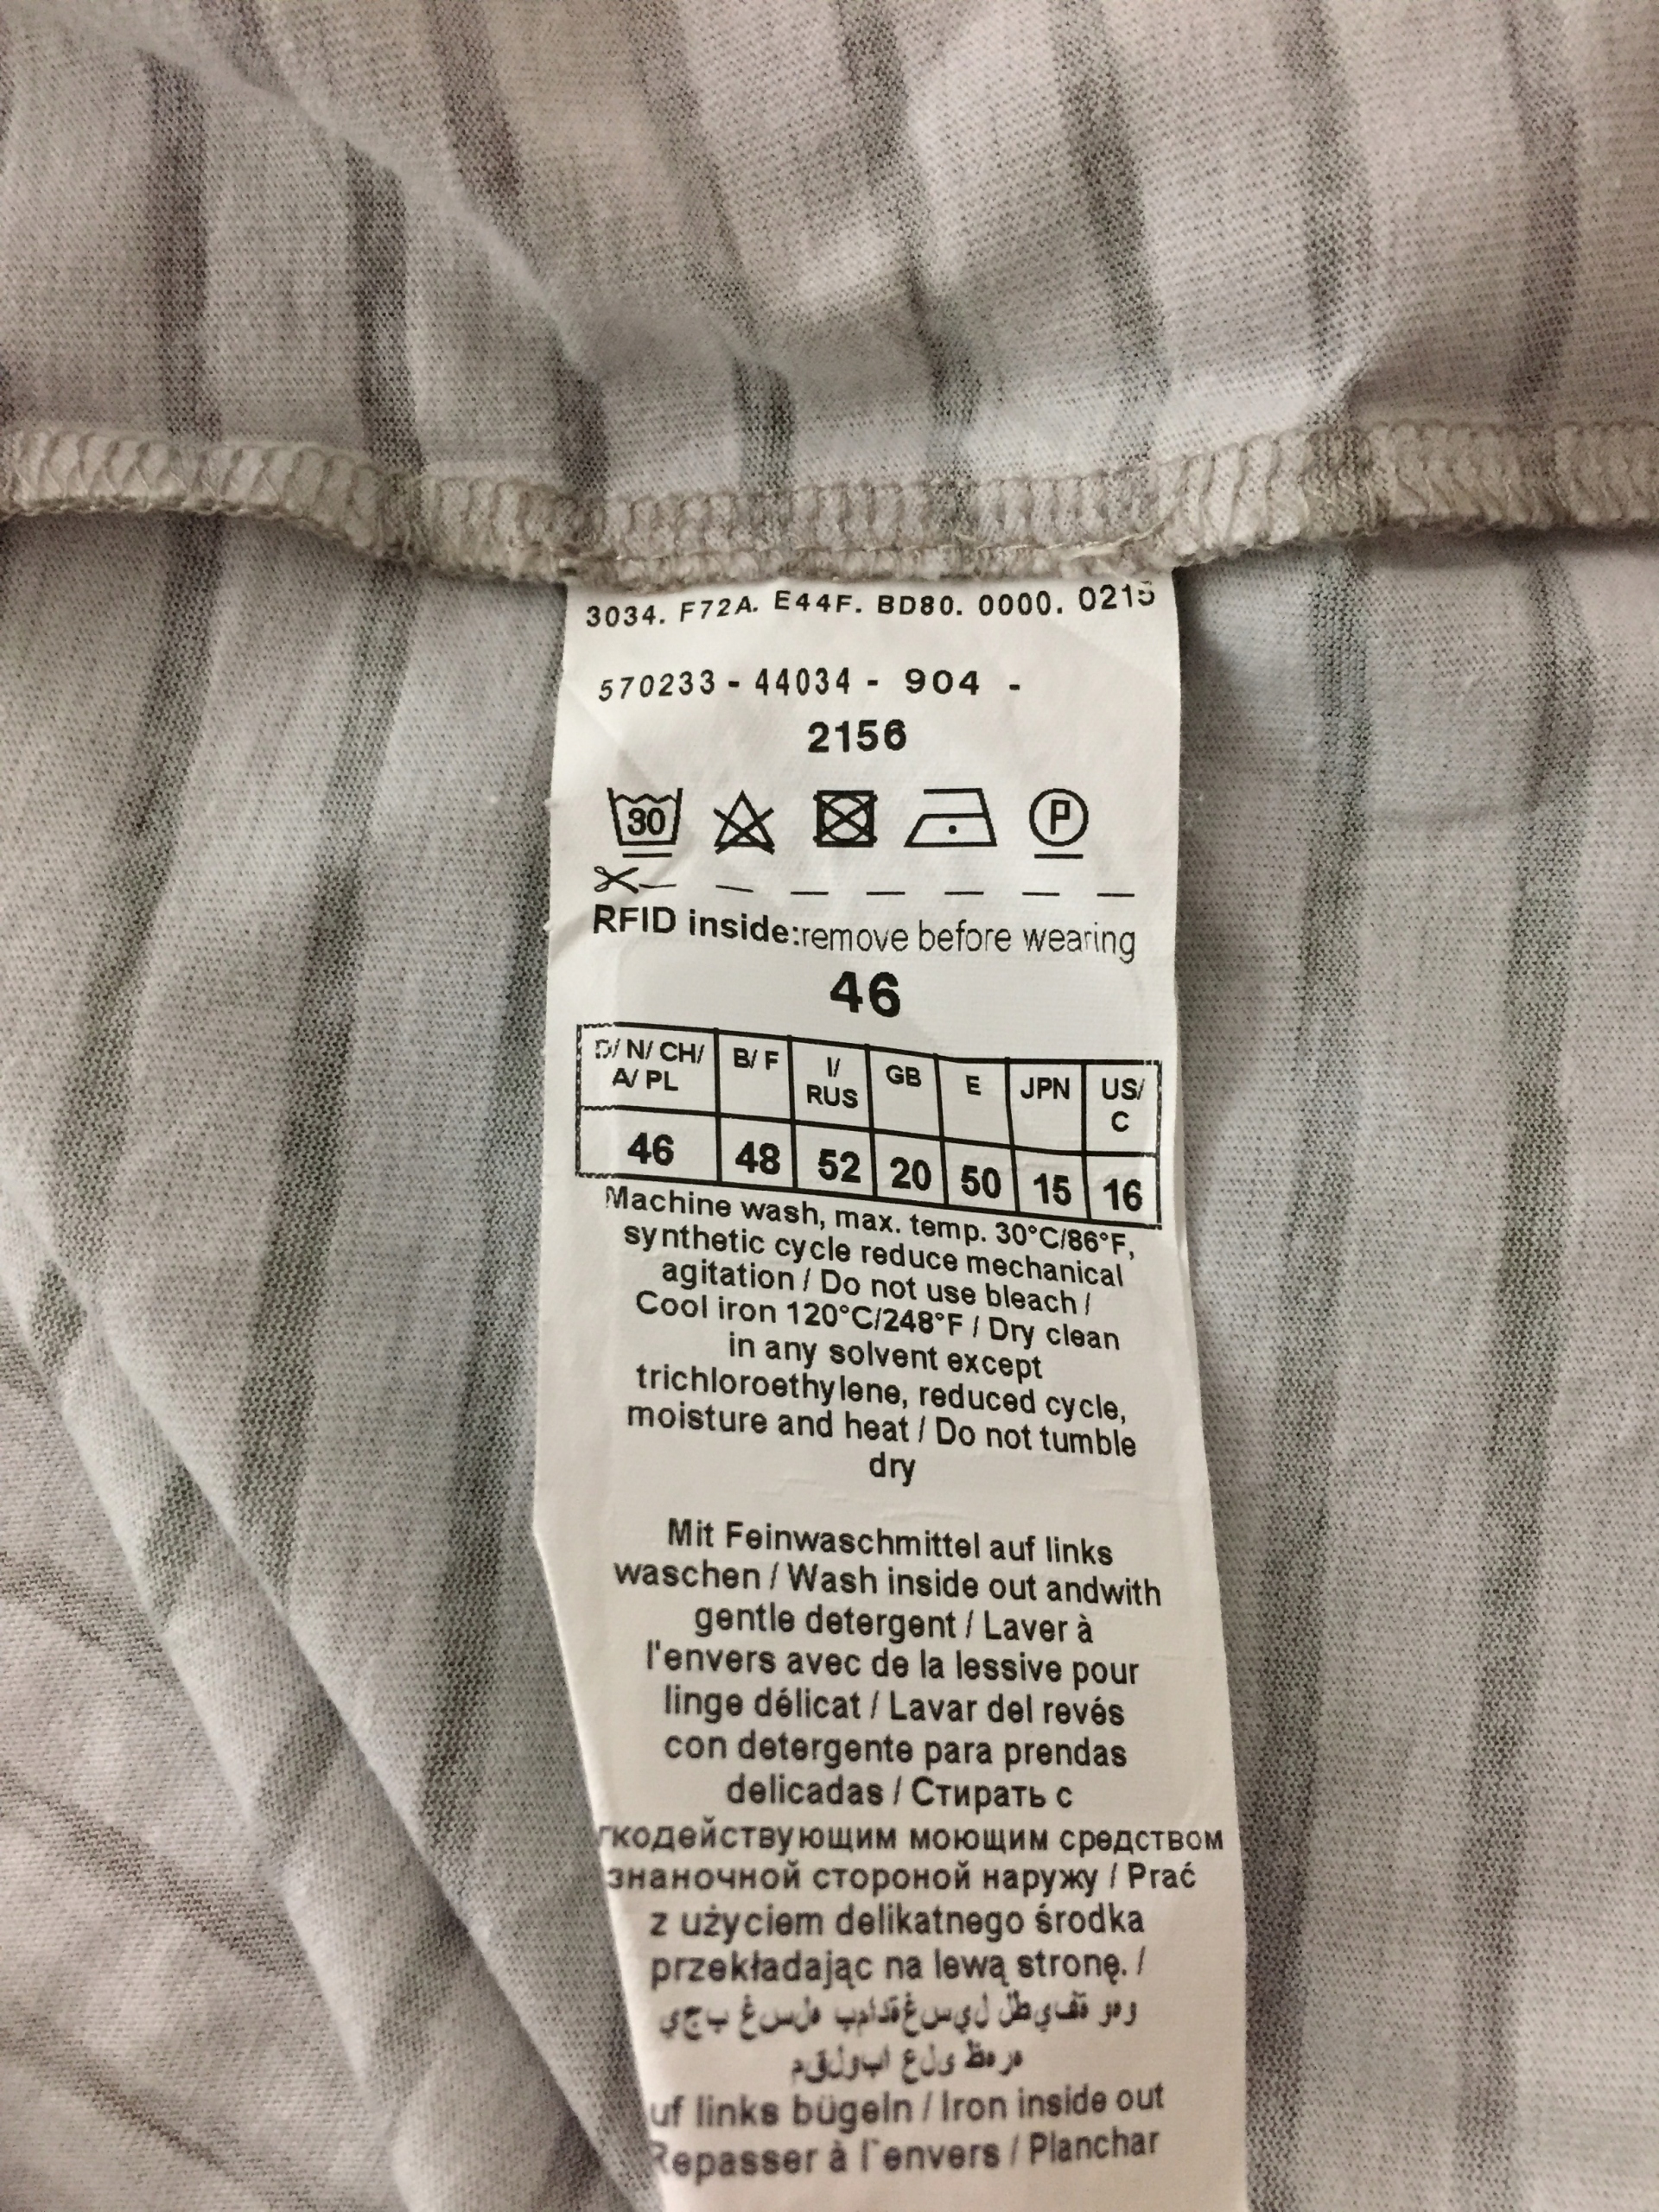 3034. F72A. E44F. BD80. 0000. 0215
570233 - 44034 - 904 -
2156
30 P
RFID inside:remove before wearing
46
D/ N/ CH/ A/ PL B/ F I/ RUS GB E JPN US/ C
46 48 52 20 50 15 16
Machine wash, max. temp. 30°C/86°F,
synthetic cycle reduce mechanical
agitation / Do not use bleach /
Cool iron 120°C/248°F / Dry clean
in any solvent except
trichloroethylene, reduced cycle,
moisture and heat / Do not tumble
dry
Mit Feinwaschmittel auf links
waschen / Wash inside out andwith
gentle detergent / Laver à
l'envers avec de la lessive pour
linge délicat / Lavar del revés
con detergente para prendas
delicadas / Стирать с
гкодействующим моющим средством
знаночной стороной наружу / Prać
z użyciem delikatnego środka
przekładając na lewą stronę. /
uf links bügeln / Iron inside out
Repasser à l'envers / Planchar